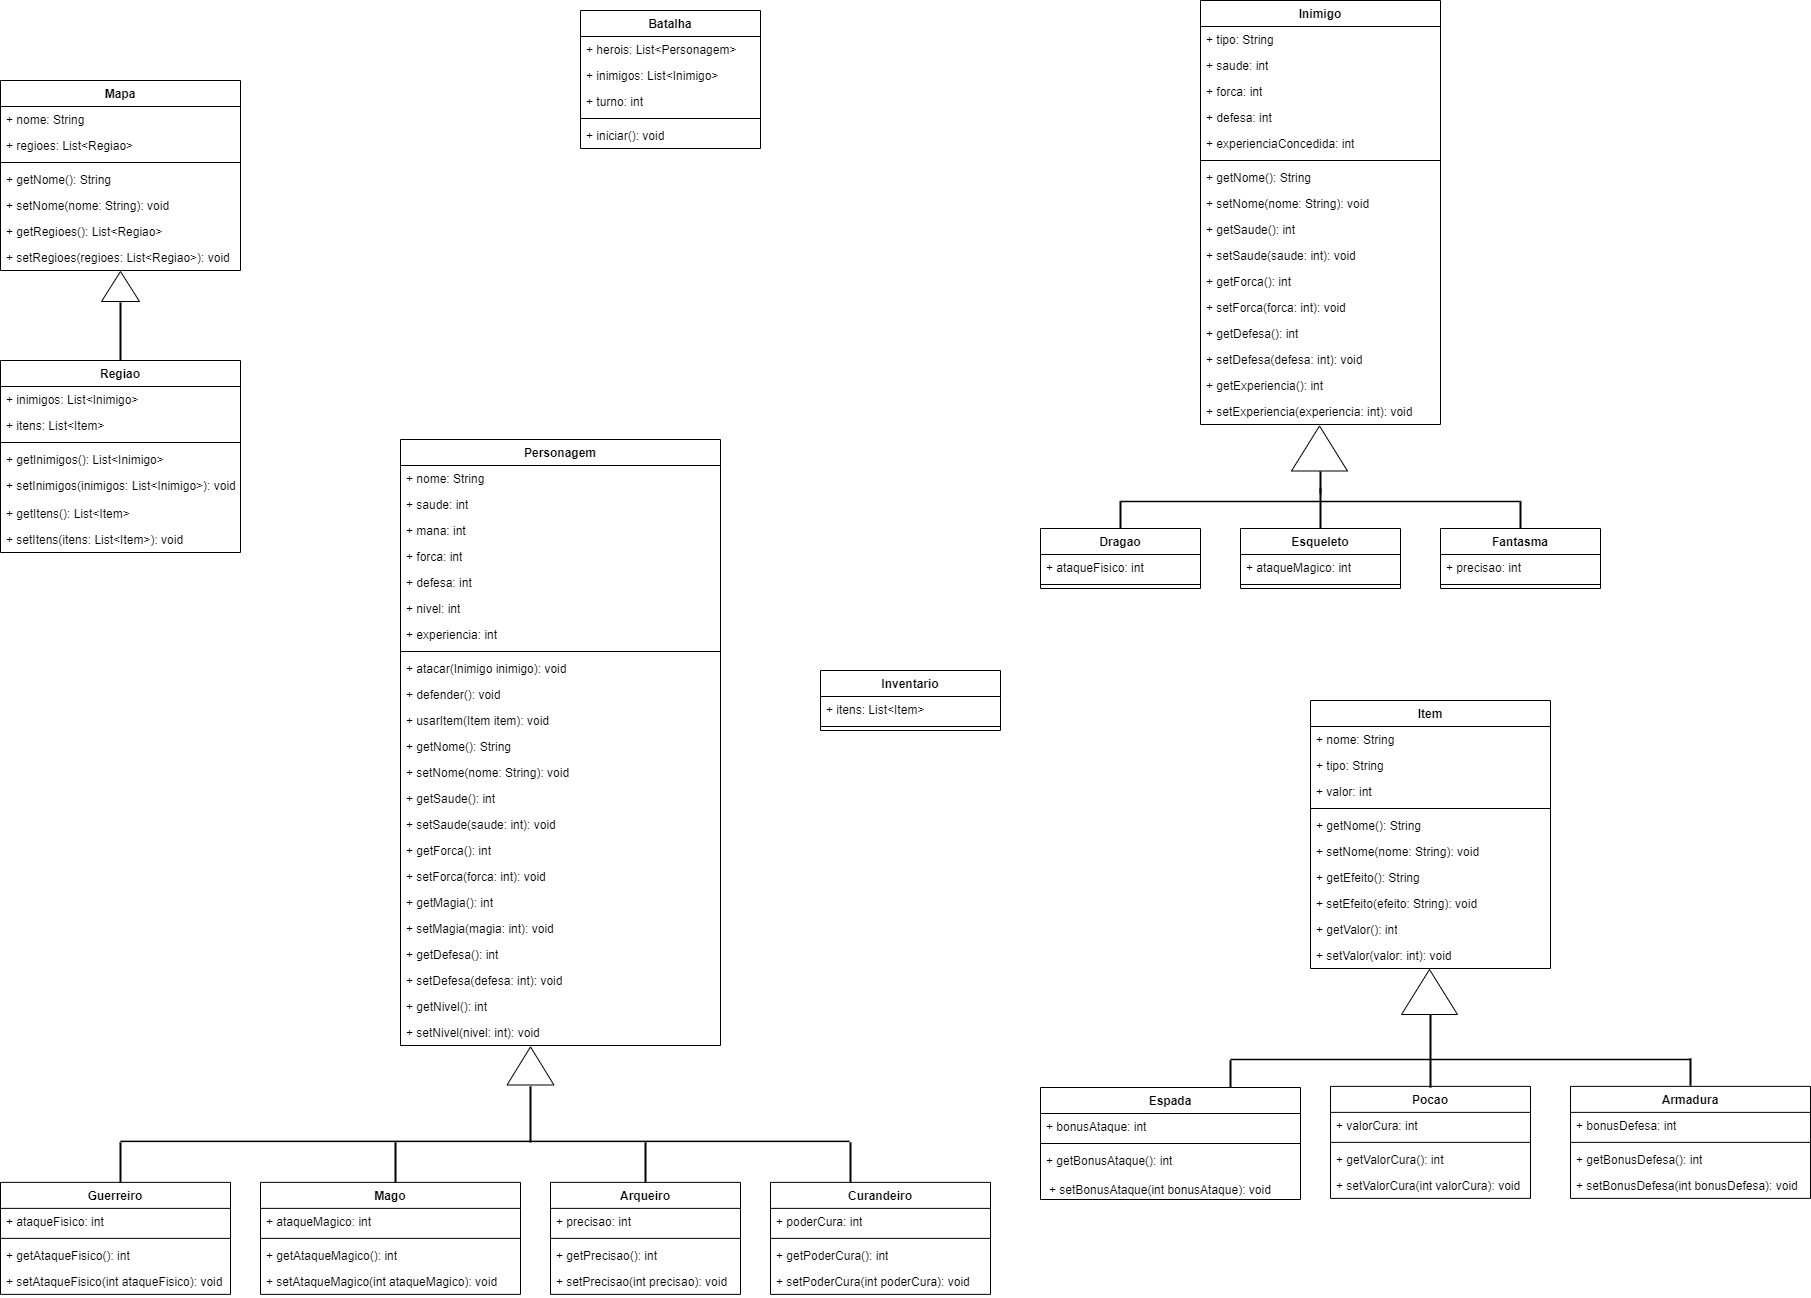 Batalha
+ herois: List<Personagem>
+ inimigos: List<Inimigo>
+ turno: int
+ iniciar(): void
Inimigo
+ tipo: String
+ saude: int
+ forca: int
+ defesa: int
+ experienciaConcedida: int
+ getNome(): String
+ setNome(nome: String): void
+ getSaude(): int
+ setSaude(saude: int): void
+ getForca(): int
+ setForca(forca: int): void
+ getDefesa(): int
+ setDefesa(defesa: int): void
+ getExperiencia(): int
+ setExperiencia(experiencia: int): void
Mapa
+ nome: String
+ regioes: List<Regiao>
+ getNome(): String
+ setNome(nome: String): void
+ getRegioes(): List<Regiao>
+ setRegioes(regioes: List<Regiao>): void
Regiao
+ inimigos: List<Inimigo>
+ itens: List<Item>
+ getInimigos(): List<Inimigo>
+ setInimigos(inimigos: List<Inimigo>): void
+ getItens(): List<Item>
+ setItens(itens: List<Item>): void
Personagem
+ nome: String
+ saude: int
+ mana: int
+ forca: int
+ defesa: int
+ nivel: int
+ experiencia: int
+ atacar(Inimigo inimigo): void
+ defender(): void
+ usarItem(Item item): void
+ getNome(): String
+ setNome(nome: String): void
+ getSaude(): int
+ setSaude(saude: int): void
+ getForca(): int
+ setForca(forca: int): void
+ getMagia(): int
+ setMagia(magia: int): void
+ getDefesa(): int
+ setDefesa(defesa: int): void
+ getNivel(): int
+ setNivel(nivel: int): void
Dragao
+ ataqueFisico: int
Esqueleto
+ ataqueMagico: int
Fantasma
+ precisao: int
Inventario
+ itens: List<Item>
Item
+ nome: String
+ tipo: String
+ valor: int
+ getNome(): String
+ setNome(nome: String): void
+ getEfeito(): String
+ setEfeito(efeito: String): void
+ getValor(): int
+ setValor(valor: int): void
Espada
+ bonusAtaque: int
+ getBonusAtaque(): int
+ setBonusAtaque(int bonusAtaque): void
Pocao
+ valorCura: int
+ getValorCura(): int
+ setValorCura(int valorCura): void
Armadura
+ bonusDefesa: int
+ getBonusDefesa(): int
+ setBonusDefesa(int bonusDefesa): void
Guerreiro
+ ataqueFisico: int
+ getAtaqueFisico(): int
+ setAtaqueFisico(int ataqueFisico): void
Mago
+ ataqueMagico: int
+ getAtaqueMagico(): int
+ setAtaqueMagico(int ataqueMagico): void
Arqueiro
+ precisao: int
+ getPrecisao(): int
+ setPrecisao(int precisao): void
Curandeiro
+ poderCura: int
+ getPoderCura(): int
+ setPoderCura(int poderCura): void